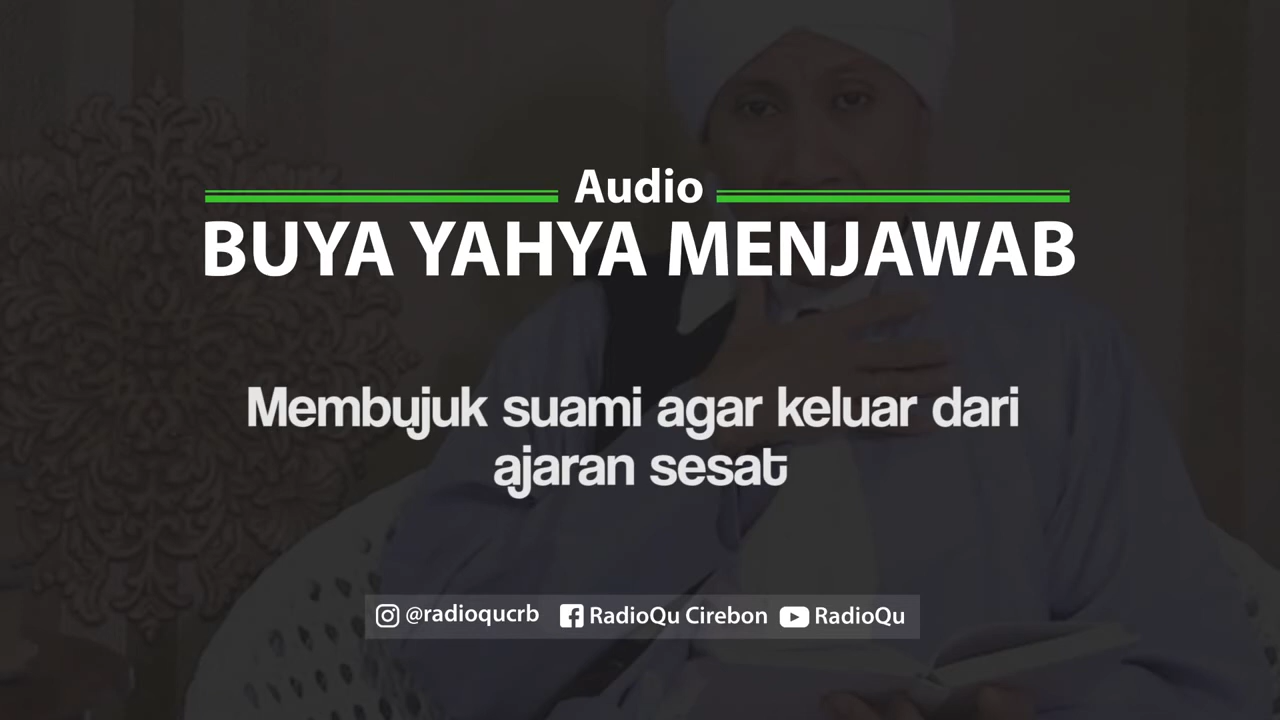 Audio
BUYA YAHYA MENJAWAB
Membujuk suami agar keluar dari
ajaran sesat
@radioqucrb RadioQu Cirebon RadioQu